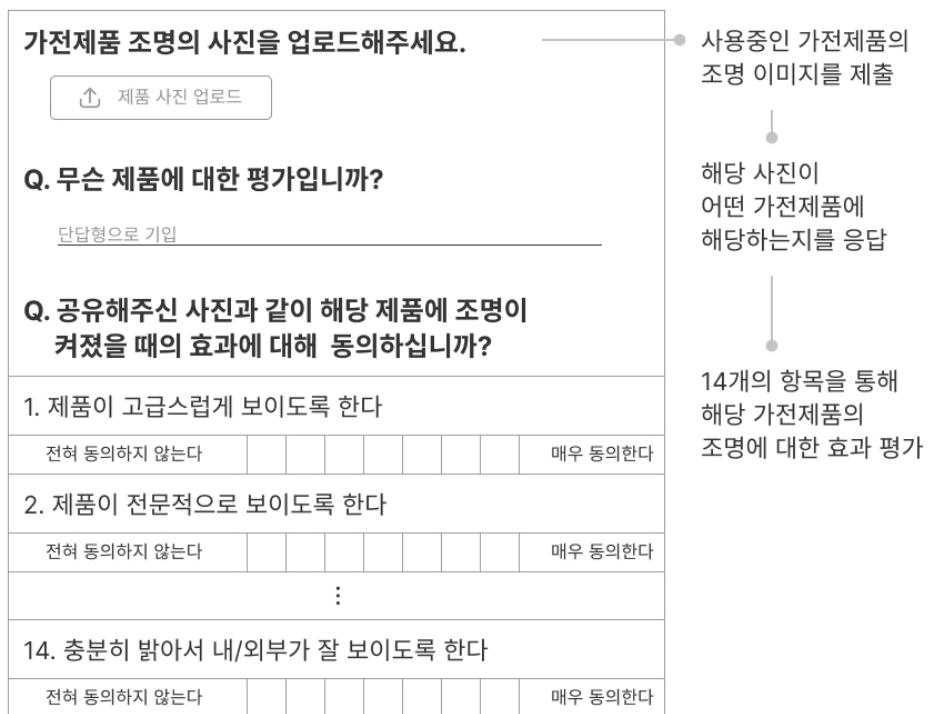 가전제품 조명의 사진을 업로드해주세요.
제품 사진 업로드
Q. 무슨 제품에 대한 평가입니까?
단답형으로 기입
Q. 공유해주신 사진과 같이 해당 제품에 조명이
켜졌을 때의 효과에 대해 동의하십니까?
1. 제품이 고급스럽게 보이도록 한다
전혀 동의하지 않는다 매우 동의한다
2. 제품이 전문적으로 보이도록 한다
전혀 동의하지 않는다 매우 동의한다
⋮
14. 충분히 밝아서 내/외부가 잘 보이도록 한다
전혀 동의하지 않는다 매우 동의한다
사용중인 가전제품의
조명 이미지를 제출
해당 사진이
어떤 가전제품에
해당하는지를 응답
14개의 항목을 통해
해당 가전제품의
조명에 대한 효과 평가